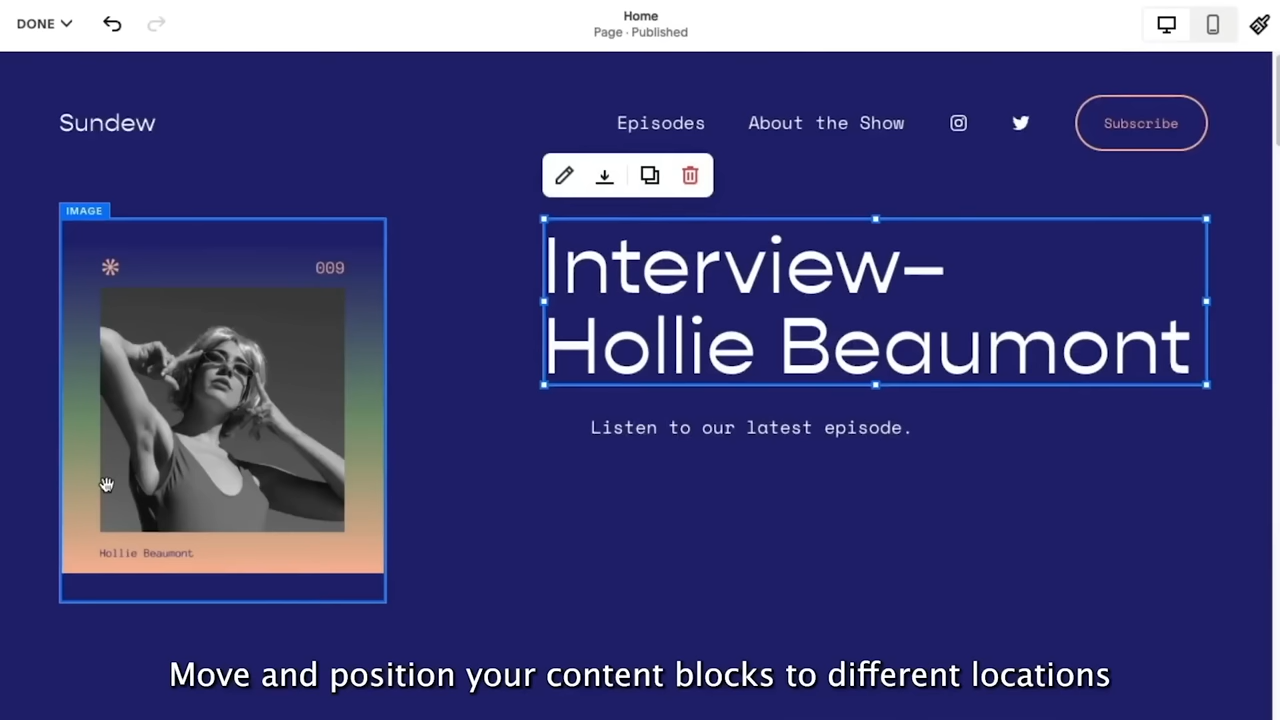 DONE
Home
Page · Published
Sundew
Episodes
About the Show
Subscribe
IMAGE
009
Hollie Beaumont
Interview–
Hollie Beaumont
Listen to our latest episode.
Move and position your content blocks to different locations